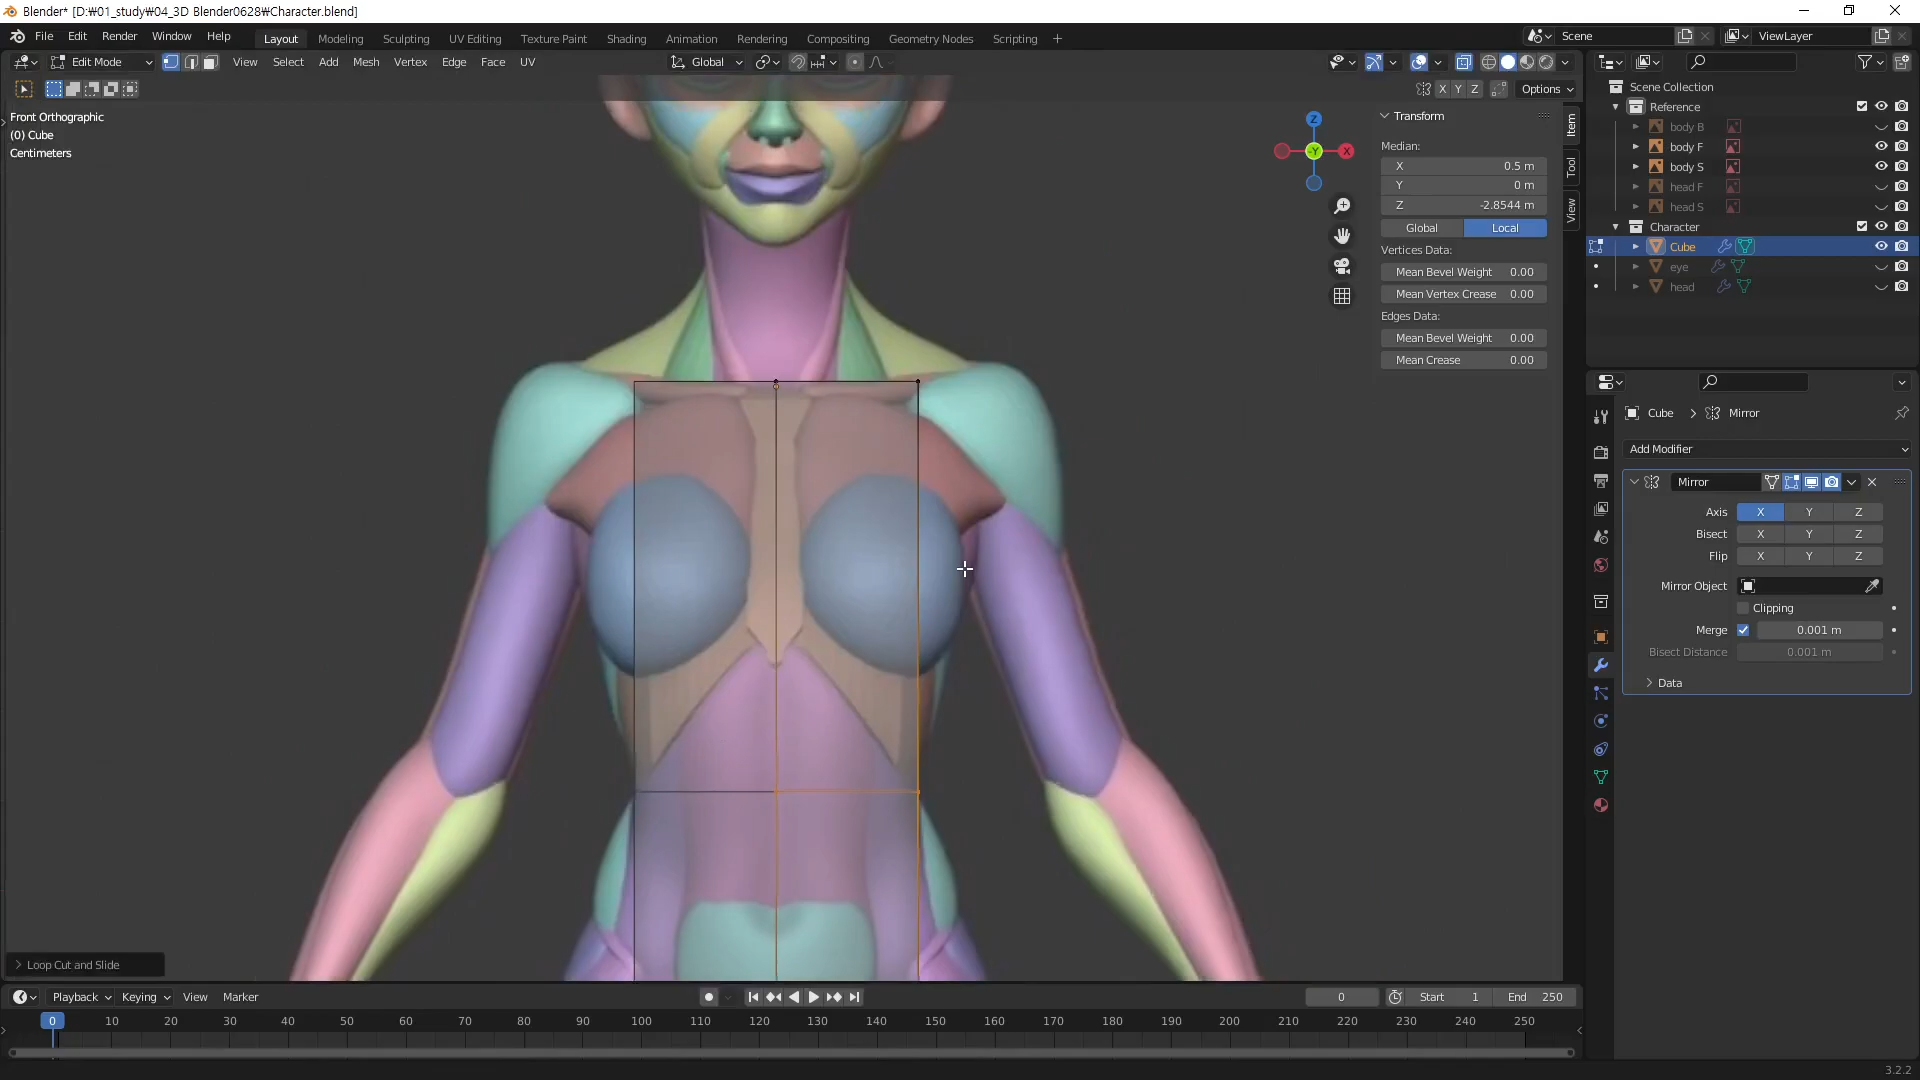 Blender* [D:\01_study\04_3D Blender0628\Character.blend]
File Edit Render Window Help Layout Modeling Sculpting UV Editing Texture Paint Shading Animation Rendering Compositing Geometry Nodes Scripting + Scene ViewLayer
Edit Mode View Select Add Mesh Vertex Edge Face UV Global
X Y Z Options
Front Orthographic
(0) Cube
Centimeters
Z
-Y
X
Transform
Median:
X 0.5 m
Y 0 m
Z -2.8544 m
Global Local
Vertices Data:
Mean Bevel Weight 0.00
Mean Vertex Crease 0.00
Edges Data:
Mean Bevel Weight 0.00
Mean Crease 0.00
Item
Tool
View
Scene Collection
Reference
body B
body F
body S
head F
head S
Character
Cube
eye
head
Cube > Mirror
Add Modifier
Mirror
Axis X Y Z
Bisect X Y Z
Flip X Y Z
Mirror Object
Clipping
Merge 0.001 m
Bisect Distance 0.001 m
Data
Loop Cut and Slide
Playback Keying View Marker 0 Start 1 End 250
0 10 20 30 40 50 60 70 80 90 100 110 120 130 140 150 160 170 180 190 200 210 220 230 240 250
3.2.2